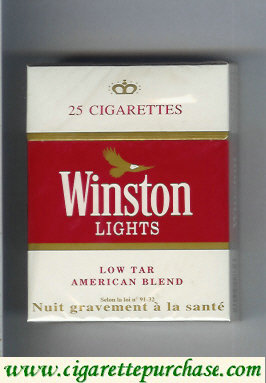 25 CIGARETTES
Winston
LIGHTS
LOW TAR
AMERICAN BLEND
Selon la loi n° 91-32
Nuit gravement à la santé
www.cigarettepurchase.com